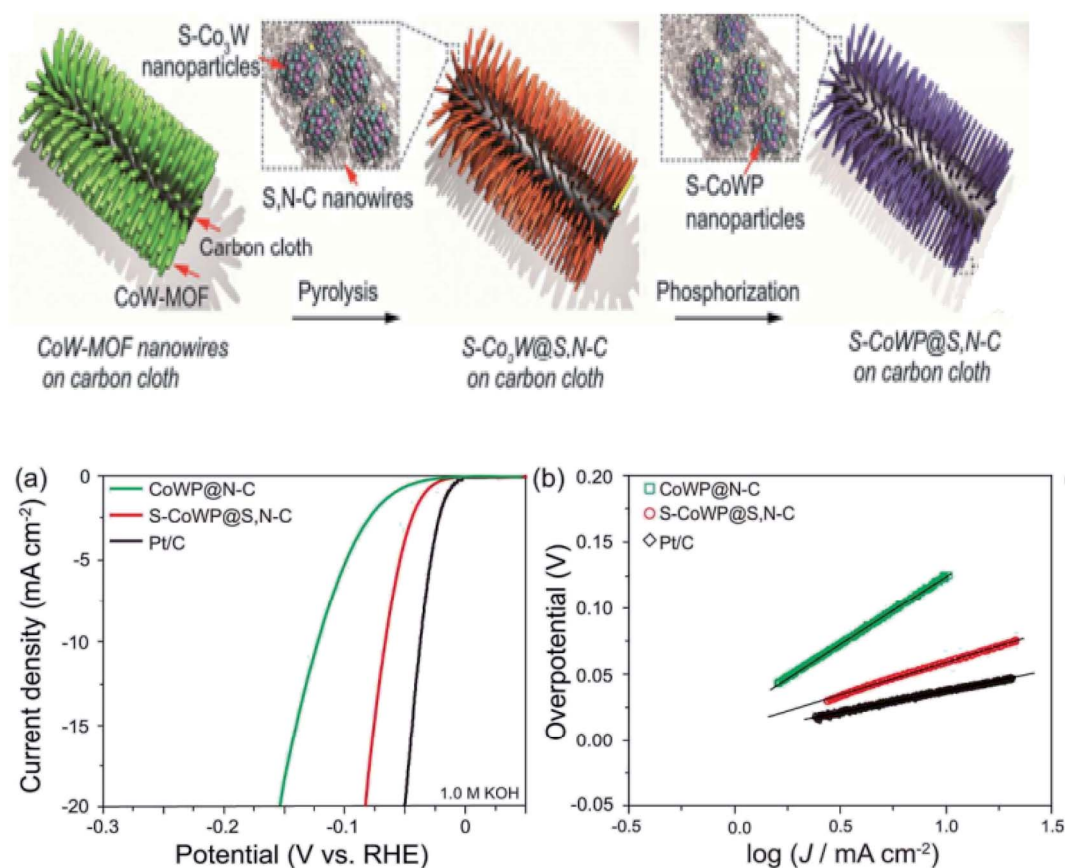 S-Co₃W
nanoparticles
S,N-C nanowires
Carbon cloth
CoW-MOF
Pyrolysis
S-CoWP
nanoparticles
Phosphorization
CoW-MOF nanowires
on carbon cloth
S-Co₃W@S,N-C
on carbon cloth
S-CoWP@S,N-C
on carbon cloth
(a)
CoWP@N-C
S-CoWP@S,N-C
Pt/C
Current density (mA cm⁻²)
0
-5
-10
-15
-20
1.0 M KOH
-0.3
-0.2
-0.1
0
Potential (V vs. RHE)
(b)
CoWP@N-C
S-CoWP@S,N-C
Pt/C
Overpotential (V)
0.20
0.15
0.10
0.05
0.00
-0.05
-0.5
0.0
0.5
1.0
1.5
log (J / mA cm⁻²)